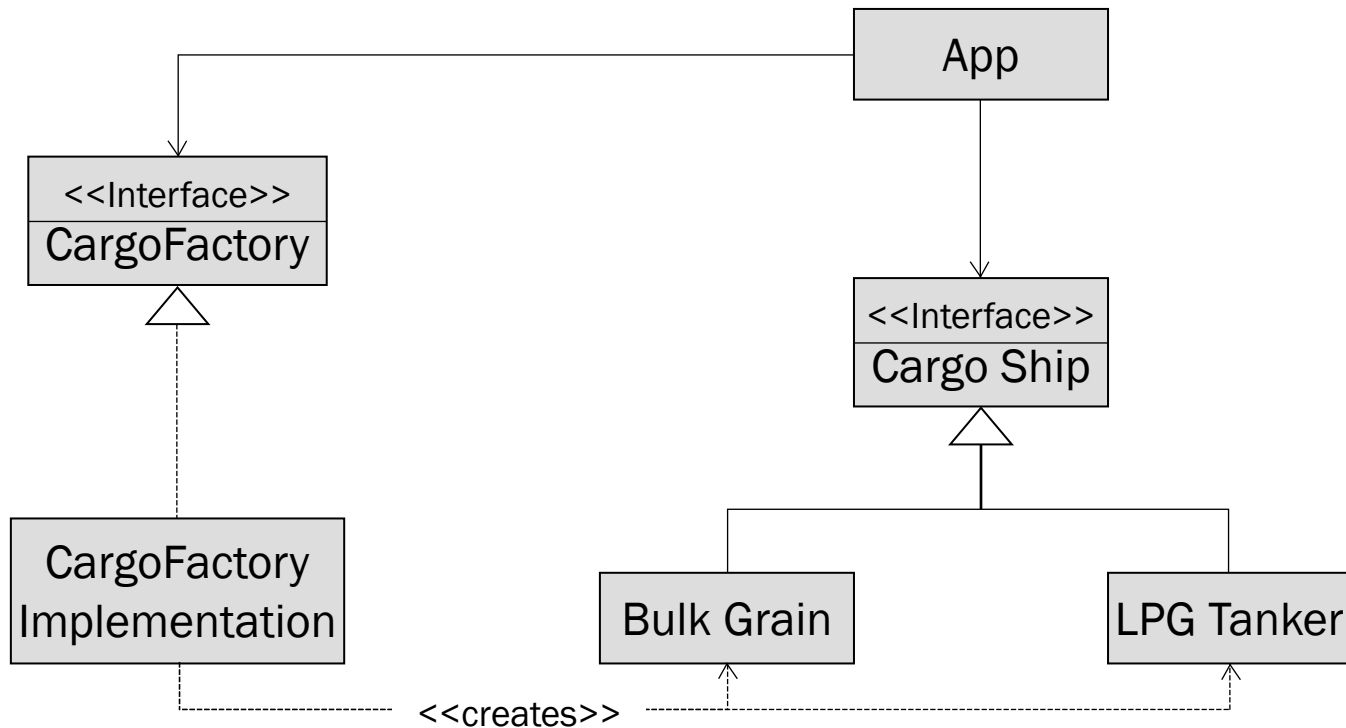 App
<<Interface>>
CargoFactory
<<Interface>>
Cargo Ship
CargoFactory
Implementation
Bulk Grain
LPG Tanker
<<creates>>